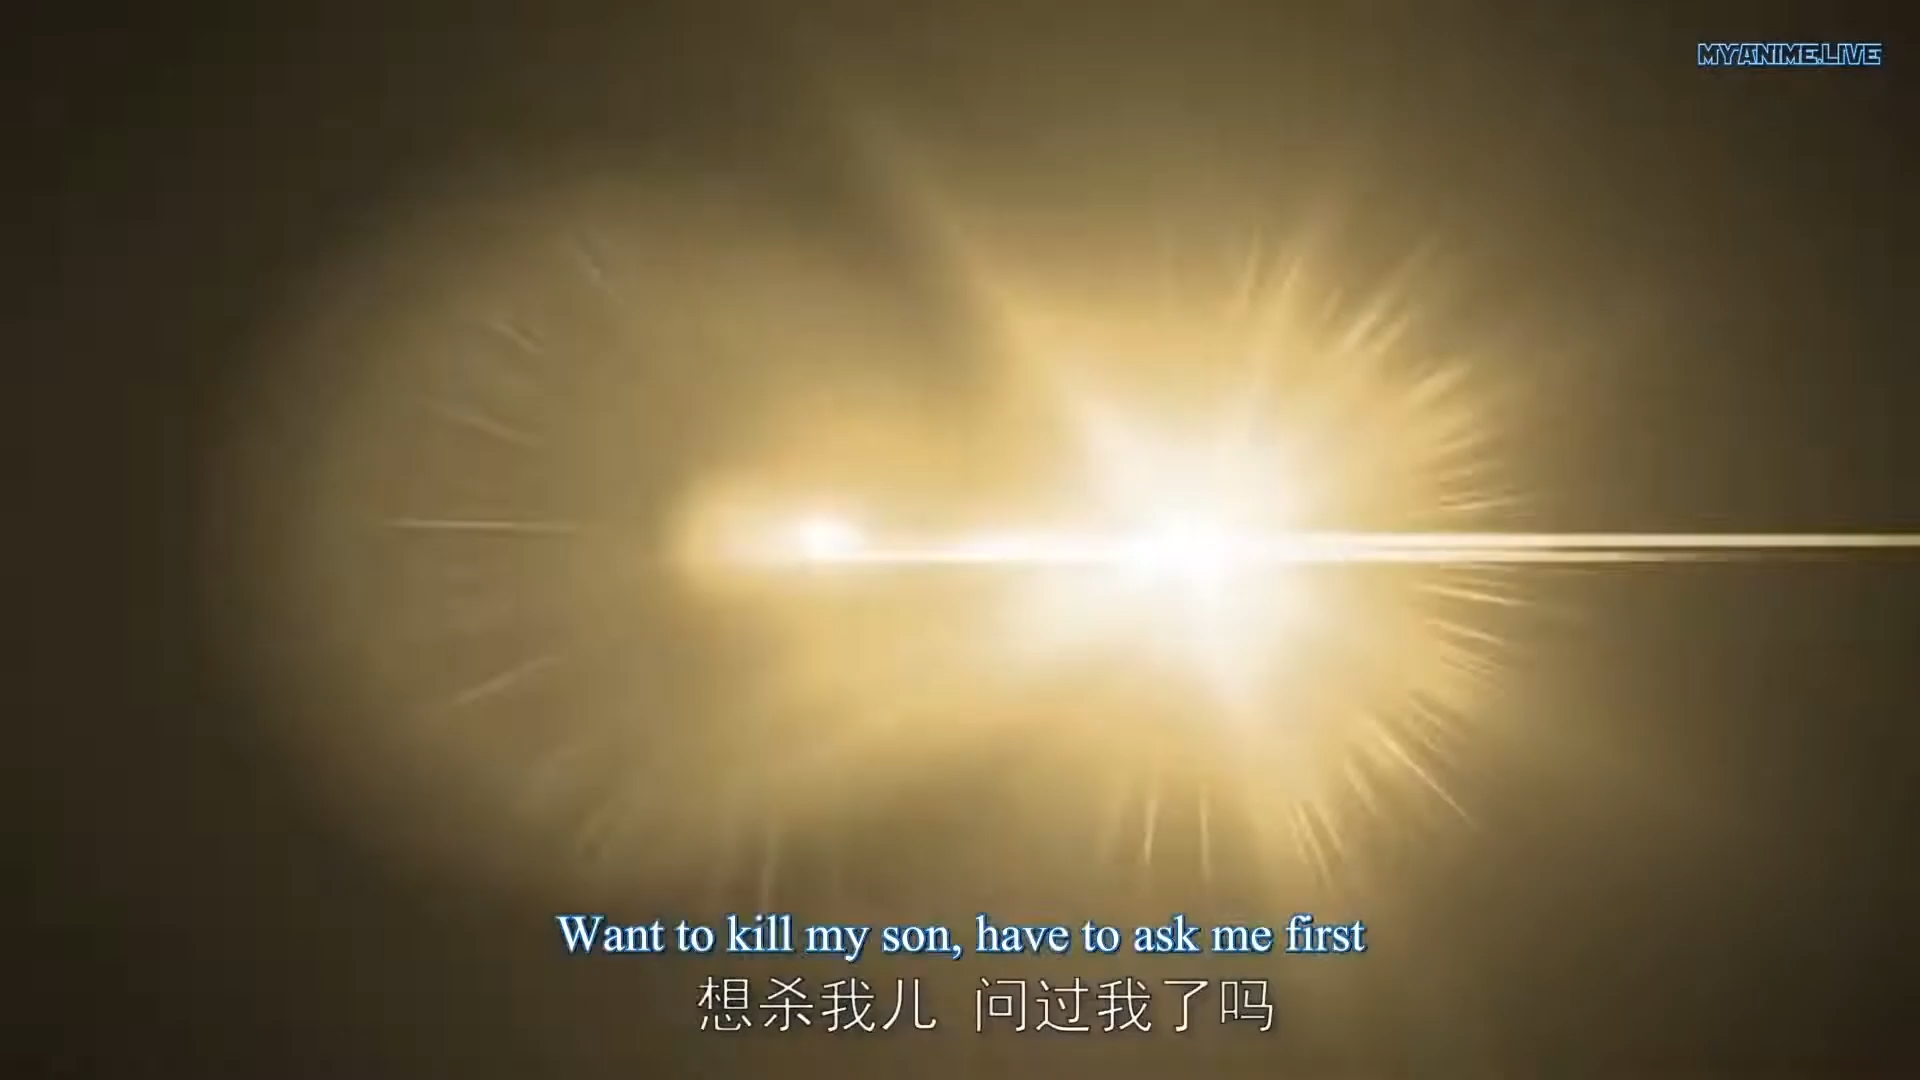 MYANIME.LIVE
Want to kill my son, have to ask me first
想杀我儿 问过我了吗